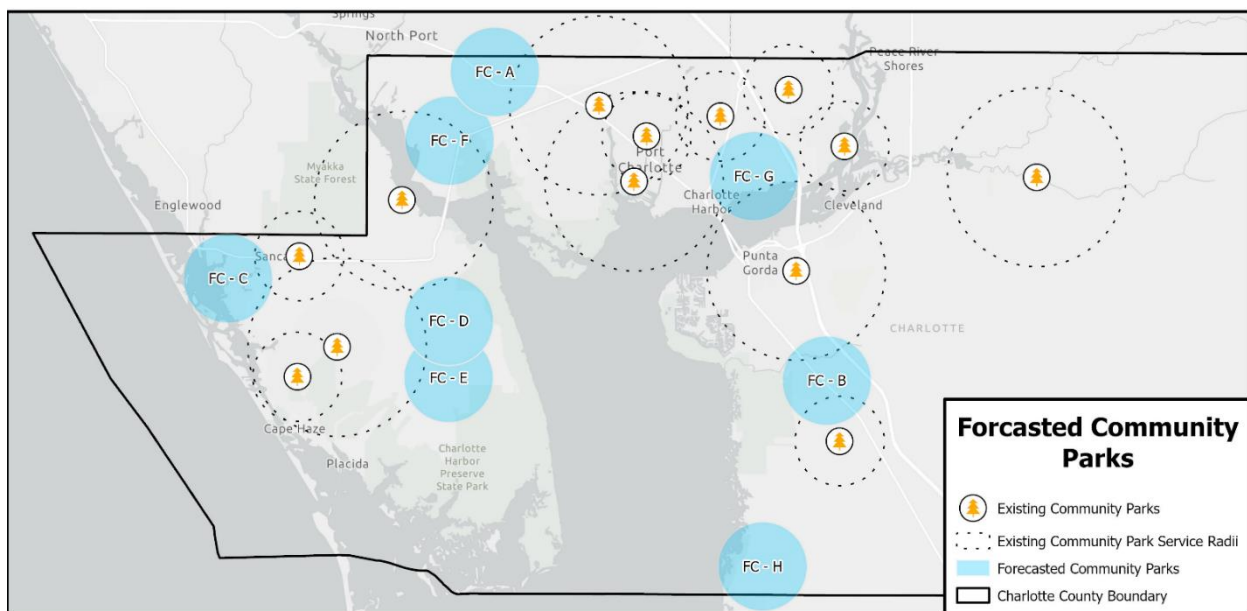 Springs
North Port
FC - A
Peace River
Shores
FC - F
Port
Charlotte
Myakka
State Forest
FC - G
Charlotte
Harbor
Cleveland
Englewood
FC - C
Punta
Gorda
FC - D
CHARLOTTE
FC - E
FC - B
Cape Haze
Placida
Charlotte
Harbor
Preserve
State Park
FC - H
Forcasted Community
Parks
Existing Community Parks
Existing Community Park Service Radii
Forecasted Community Parks
Charlotte County Boundary